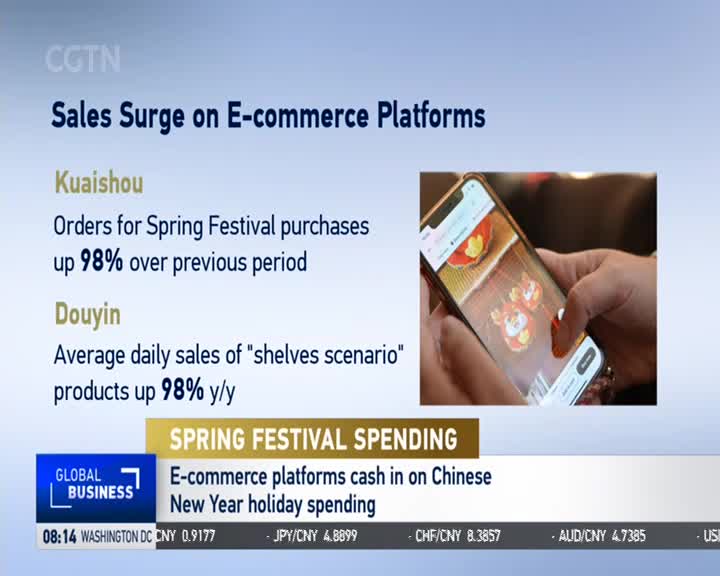 CGTN
Sales Surge on E-commerce Platforms
Kuaishou
Orders for Spring Festival purchases
up 98% over previous period
Douyin
Average daily sales of "shelves scenario"
products up 98% y/y
SPRING FESTIVAL SPENDING
GLOBAL
BUSINESS
E-commerce platforms cash in on Chinese
New Year holiday spending
08:14 WASHINGTON DC CNY 0.9177 · JPY/CNY 4.8899 · CHF/CNY 8.3857 · AUD/CNY 4.7385 · US